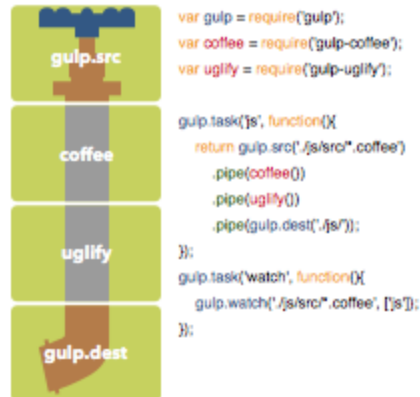 gulp.src
coffee
uglify
gulp.dest
var gulp = require('gulp');
var coffee = require('gulp-coffee');
var uglify = require('gulp-uglify');
gulp.task('js', function(){
return gulp.src('./js/src/*.coffee')
.pipe(coffee())
.pipe(uglify())
.pipe(gulp.dest('./js/'));
});
gulp.task('watch', function(){
gulp.watch('./js/src/*.coffee', ['js']);
});